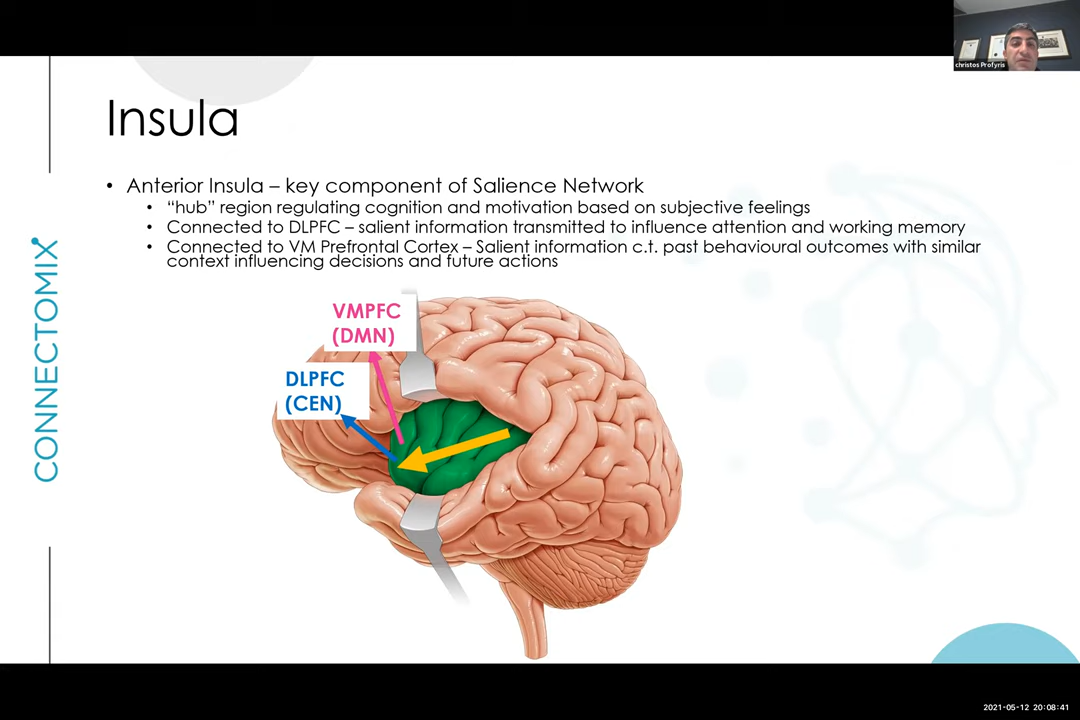 christos Profyris
Insula
• Anterior Insula – key component of Salience Network
• “hub” region regulating cognition and motivation based on subjective feelings
• Connected to DLPFC – salient information transmitted to influence attention and working memory
• Connected to VM Prefrontal Cortex – Salient information c.t. past behavioural outcomes with similar
context influencing decisions and future actions
VMPFC
(DMN)
DLPFC
(CEN)
CONNECTOMIX
2021-05-12 20:08:41